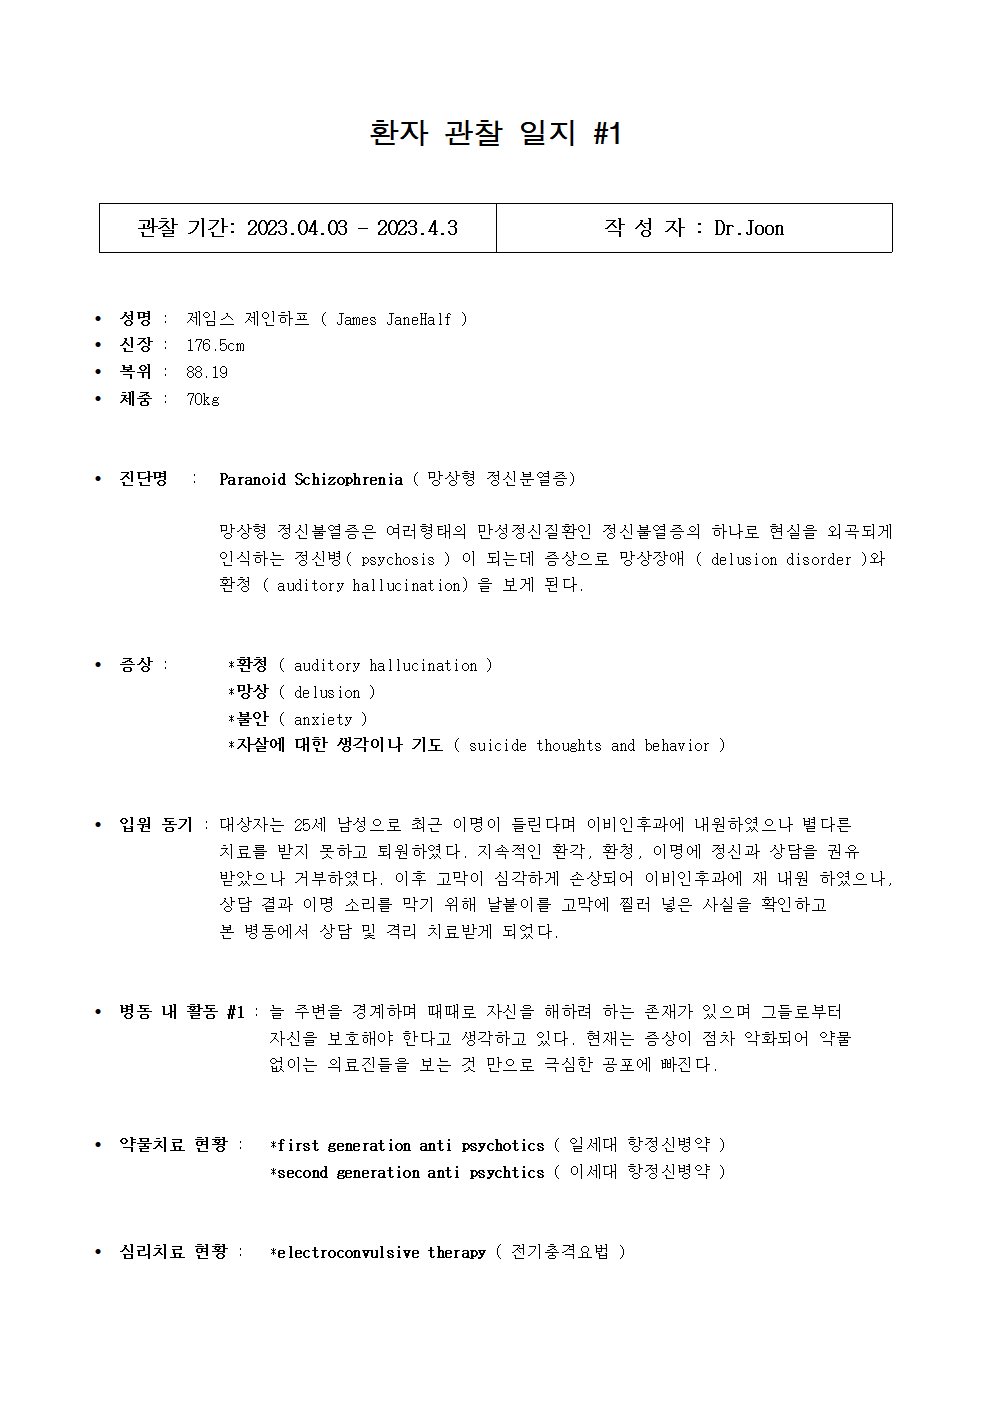 환자 관찰 일지 #1
관찰 기간: 2023.04.03 - 2023.4.3
작 성 자 : Dr.Joon
• 성명 : 제임스 제인하프 ( James JaneHalf )
• 신장 : 176.5cm
• 복위 : 88.19
• 체중 : 70kg
• 진단명 : Paranoid Schizophrenia ( 망상형 정신분열증)
망상형 정신불열증은 여러형태의 만성정신질환인 정신불열증의 하나로 현실을 외곡되게
인식하는 정신병( psychosis ) 이 되는데 증상으로 망상장애 ( delusion disorder )와
환청 ( auditory hallucination) 을 보게 된다.
• 증상 : *환청 ( auditory hallucination )
*망상 ( delusion )
*불안 ( anxiety )
*자살에 대한 생각이나 기도 ( suicide thoughts and behavior )
• 입원 동기 : 대상자는 25세 남성으로 최근 이명이 들린다며 이비인후과에 내원하였으나 별다른
치료를 받지 못하고 퇴원하였다. 지속적인 환각, 환청, 이명에 정신과 상담을 권유
받았으나 거부하였다. 이후 고막이 심각하게 손상되어 이비인후과에 재 내원 하였으나,
상담 결과 이명 소리를 막기 위해 날붙이를 고막에 찔러 넣은 사실을 확인하고
본 병동에서 상담 및 격리 치료받게 되었다.
• 병동 내 활동 #1 : 늘 주변을 경계하며 때때로 자신을 해하려 하는 존재가 있으며 그들로부터
자신을 보호해야 한다고 생각하고 있다. 현재는 증상이 점차 악화되어 약물
없이는 의료진들을 보는 것 만으로 극심한 공포에 빠진다.
• 약물치료 현황 : *first generation anti psychotics ( 일세대 항정신병약 )
*second generation anti psychtics ( 이세대 항정신병약 )
• 심리치료 현황 : *electroconvulsive therapy ( 전기충격요법 )